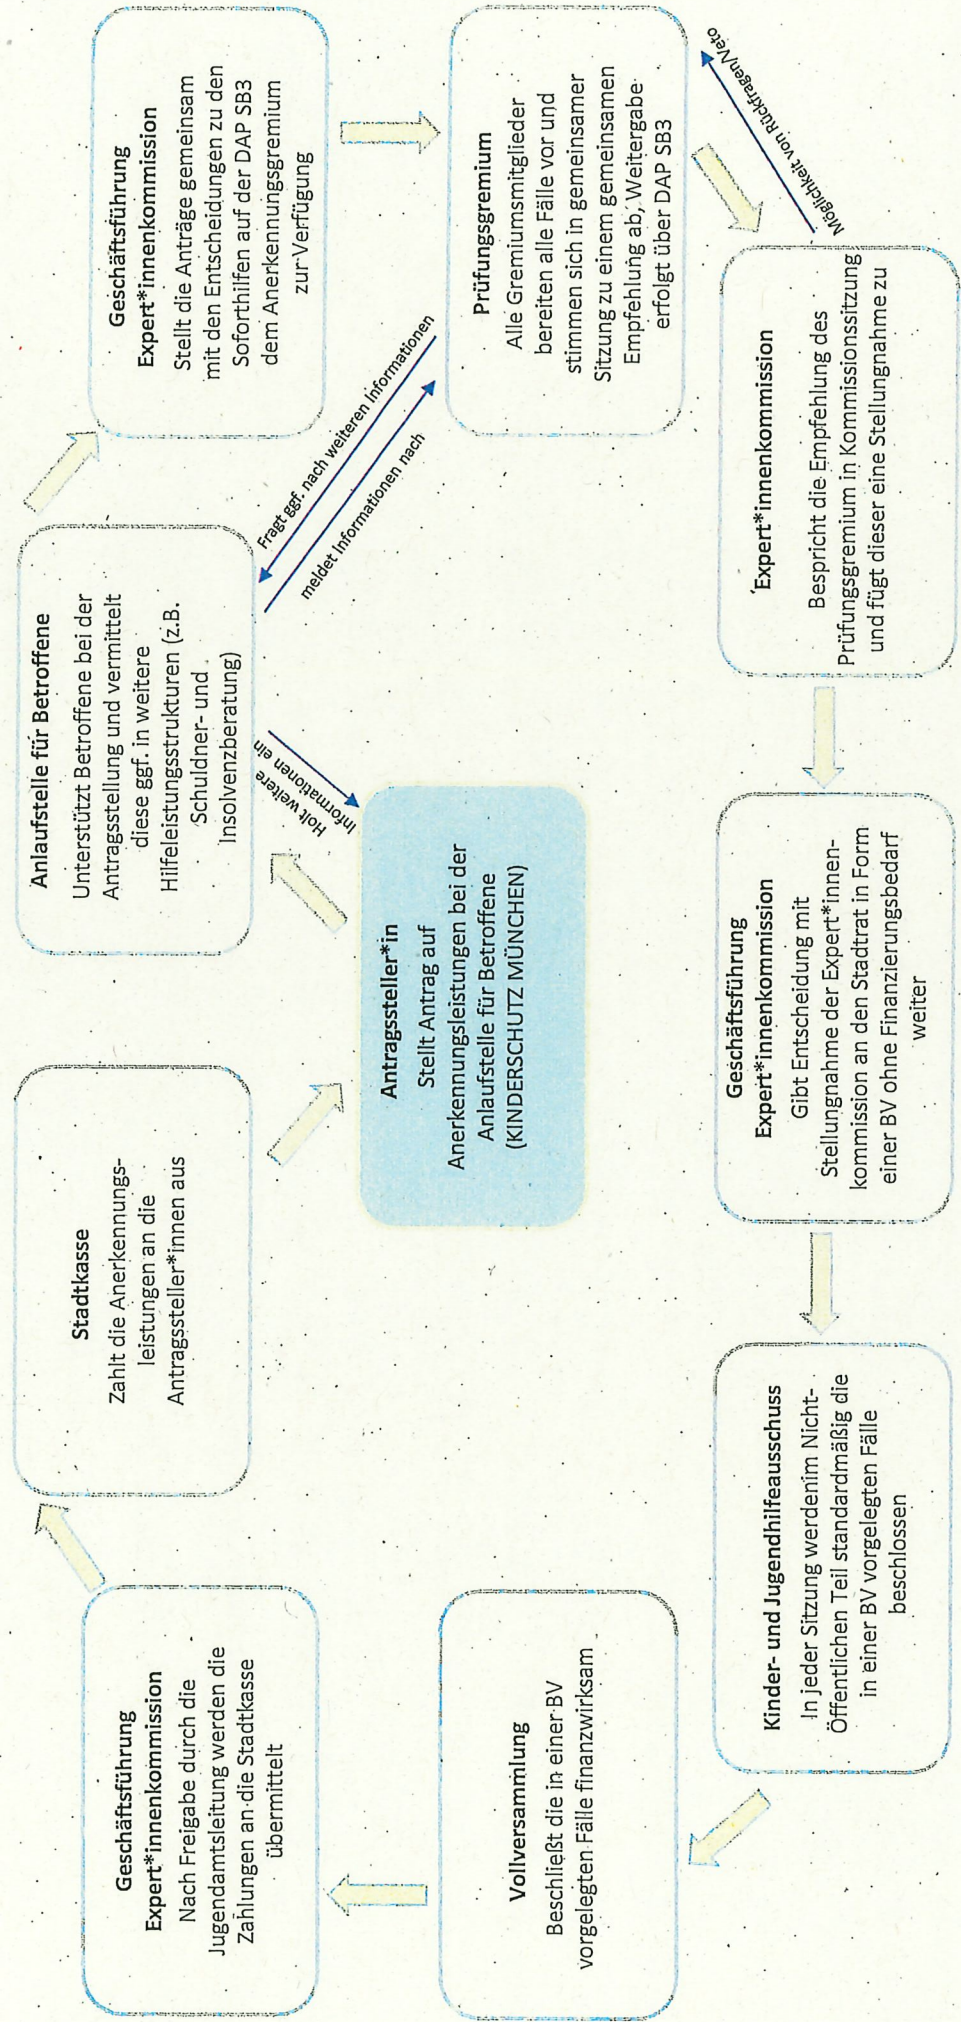 Antragssteller*in
Stellt Antrag auf
Anerkennungsleistungen bei der
Anlaufstelle für Betroffene
(KINDERSCHUTZ MÜNCHEN)
Holt weitere
Informationen ein
Anlaufstelle für Betroffene
Unterstützt Betroffene bei der
Antragsstellung und vermittelt
diese ggf. in weitere
Hilfeleistungsstrukturen (z.B.
Schuldner- und
Insolvenzberatung)
Fragt ggf. nach weiteren Informationen
meldet Informationen nach
Geschäftsführung
Expert*innenkommission
Stellt die Anträge gemeinsam
mit den Entscheidungen zu den
Soforthilfen auf der DAP SB3
dem Anerkennungsgremium
zur Verfügung
Prüfungsgremium
Alle Gremiumsmitglieder
bereiten alle Fälle vor und
stimmen sich in gemeinsamer
Sitzung zu einem gemeinsamen
Empfehlung ab, Weitergabe
erfolgt über DAP SB3
Möglichkeit von Rückfragen/Veto
Expert*innenkommission
Bespricht die Empfehlung des
Prüfungsgremium in Kommissionssitzung
und fügt dieser eine Stellungnahme zu
Geschäftsführung
Expert*innenkommission
Gibt Entscheidung mit
Stellungnahme der Expert*innen-
kommission an den Stadtrat in Form
einer BV ohne Finanzierungsbedarf
weiter
Kinder- und Jugendhilfeausschuss
In jeder Sitzung werdenim Nicht-
Öffentlichen Teil standardmäßig die
in einer BV vorgelegten Fälle
beschlossen
Vollversammlung
Beschließt die in einer BV
vorgelegten Fälle finanzwirksam
Geschäftsführung
Expert*innenkommission
Nach Freigabe durch die
Jugendamtsleitung werden die
Zahlungen an die Stadtkasse
übermittelt
Stadtkasse
Zahlt die Anerkennungs-
leistungen an die
Antragssteller*innen aus